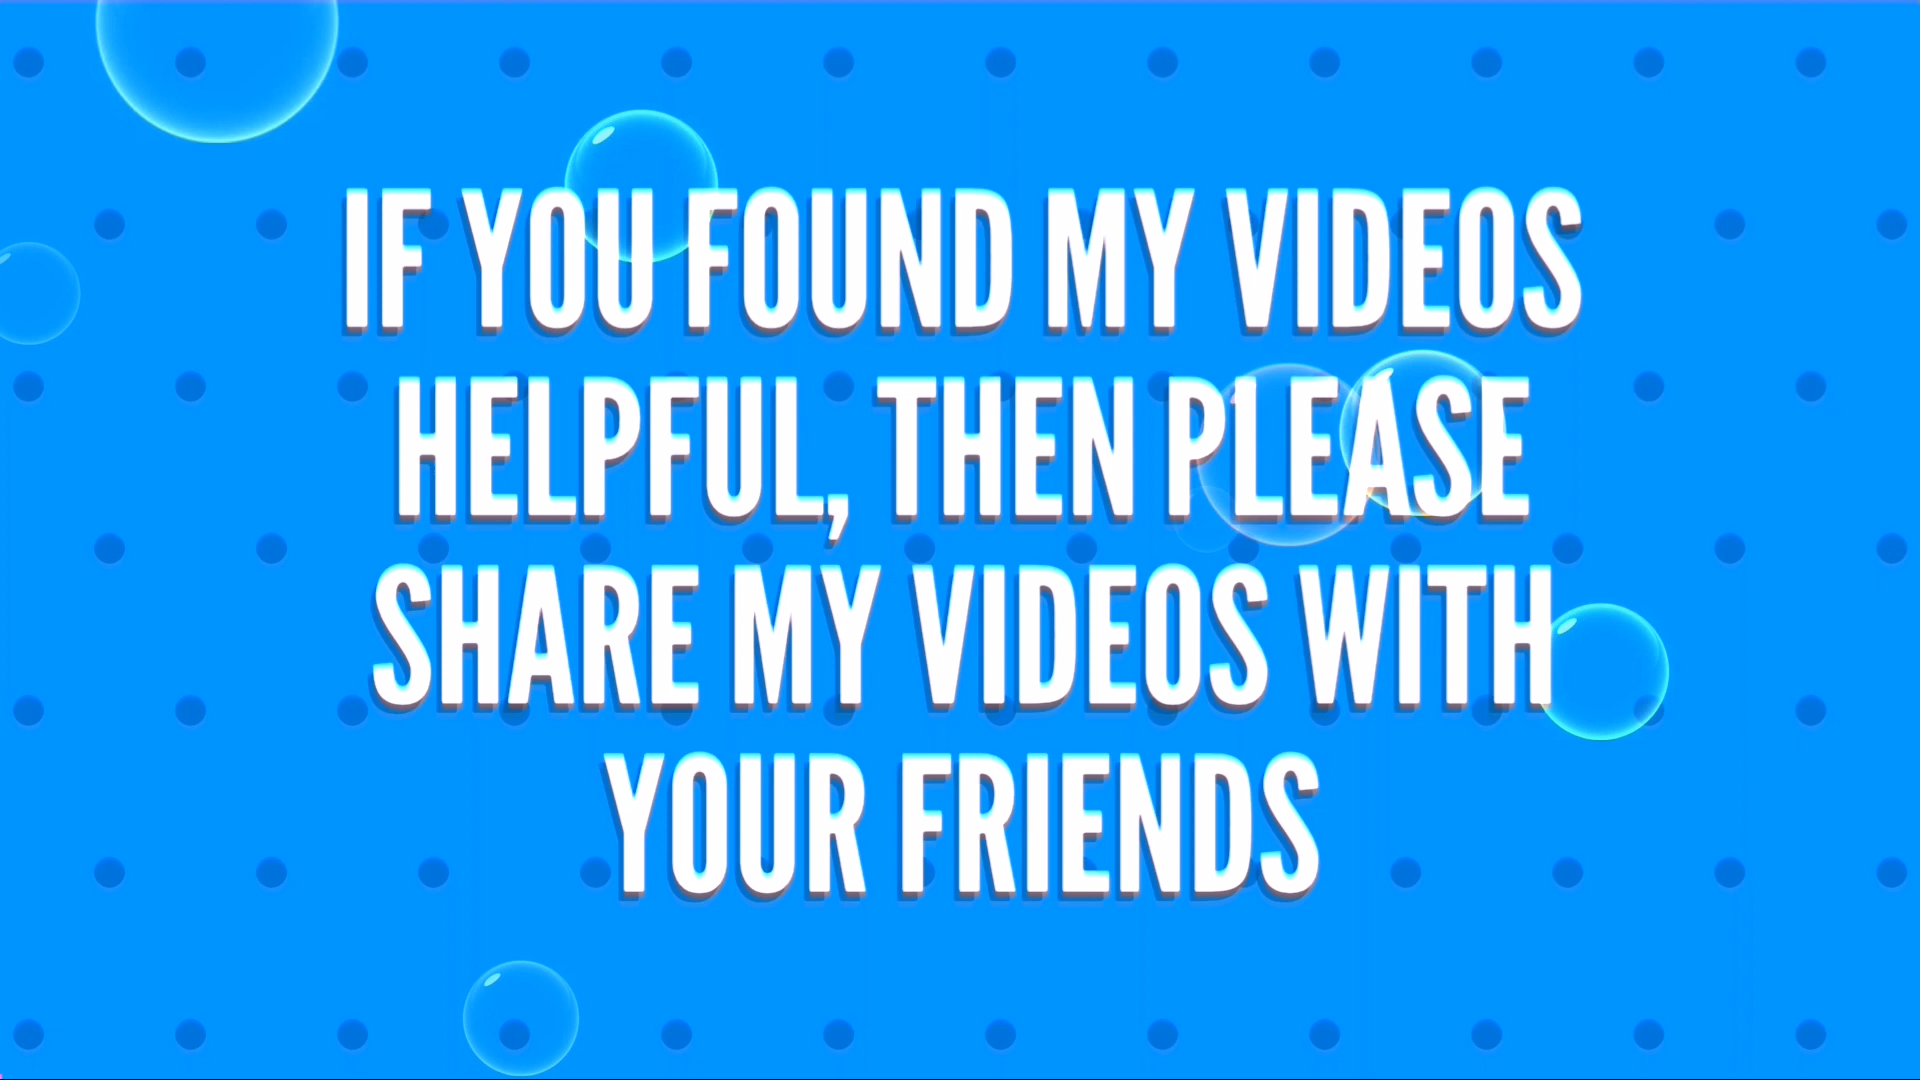 IF YOU FOUND MY VIDEOS
HELPFUL, THEN PLEASE
SHARE MY VIDEOS WITH
YOUR FRIENDS